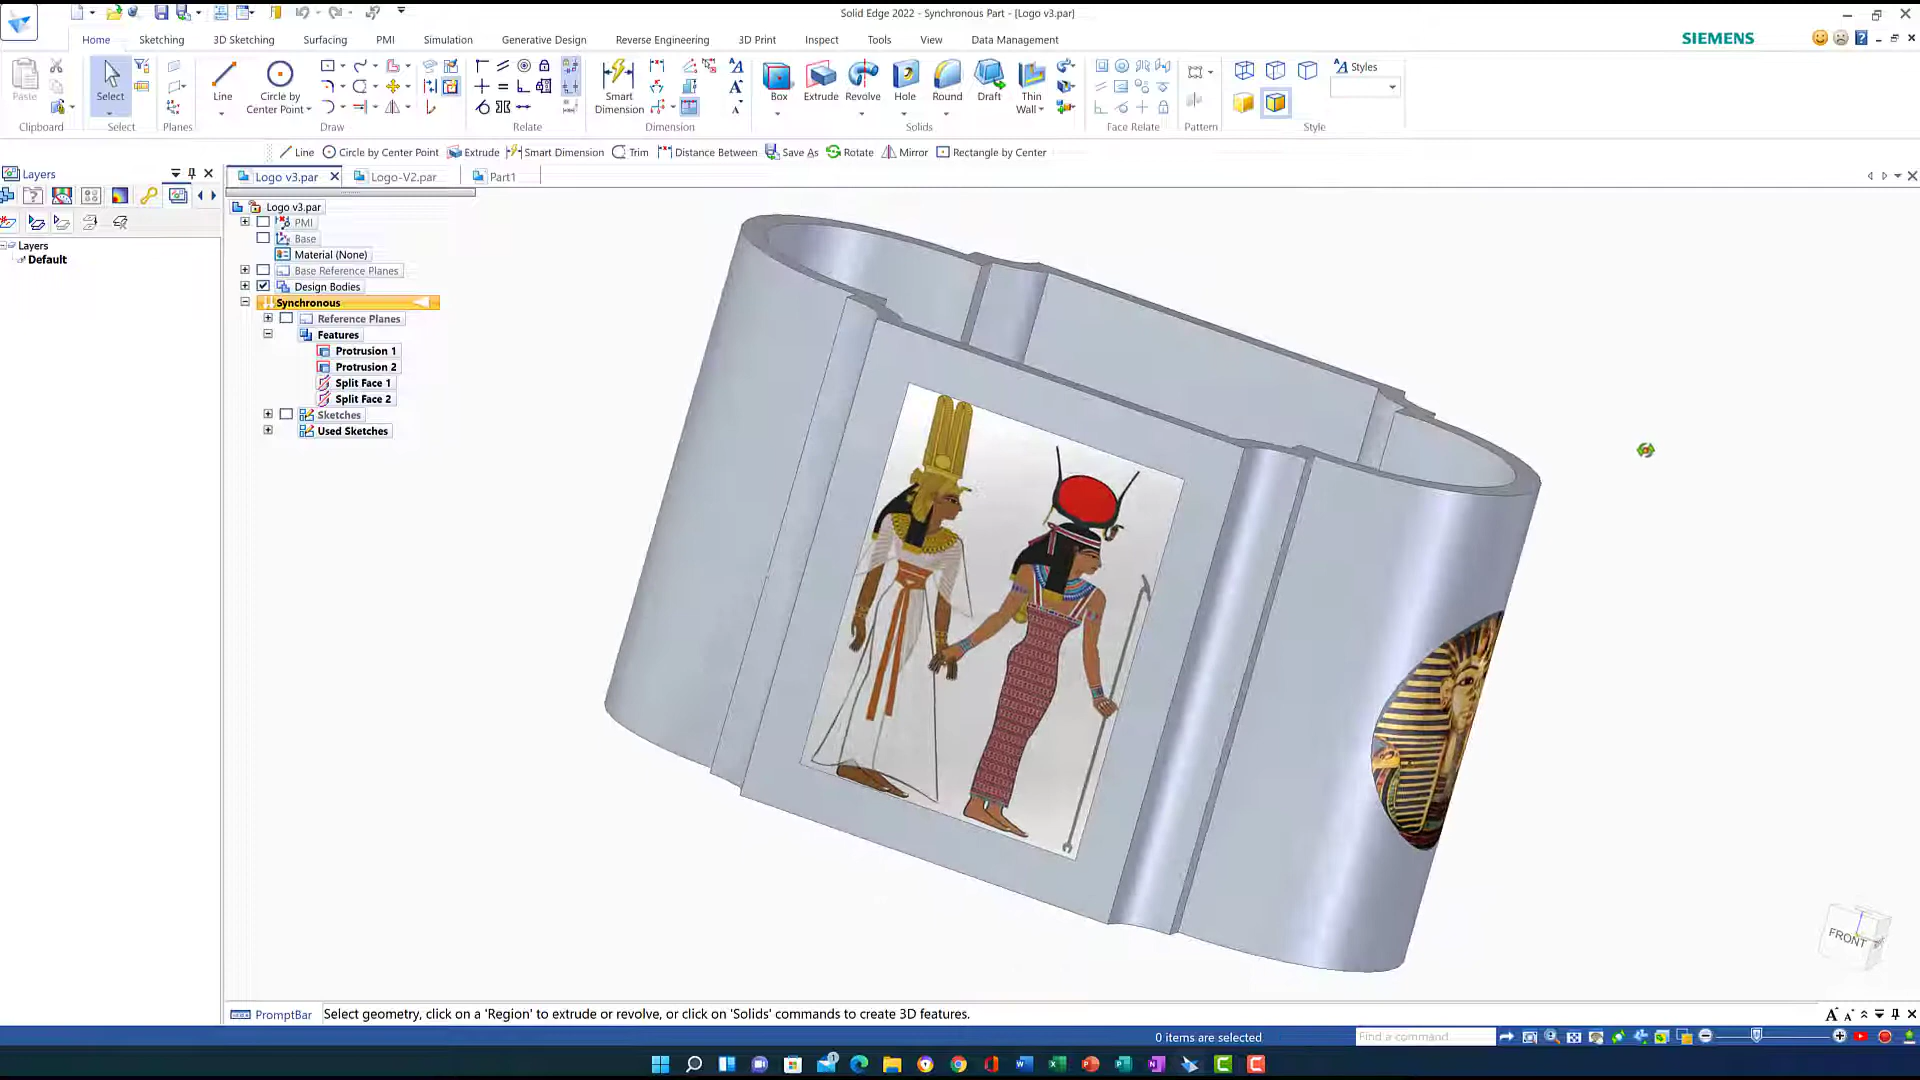 Solid Edge 2022 - Synchronous Part - [Logo v3.par]
Home Sketching 3D Sketching Surfacing PMI Simulation Generative Design Reverse Engineering 3D Print Inspect Tools View Data Management
SIEMENS
Paste
Select
Line
Circle by Center Point
Smart Dimension
Box
Extrude
Revolve
Hole
Round
Draft
Thin Wall
Styles
Clipboard Select Planes Draw Relate Dimension Solids Face Relate Pattern Style
Line Circle by Center Point Extrude Smart Dimension Trim Distance Between Save As Rotate Mirror Rectangle by Center
Layers
Logo v3.par Logo-V2.par Part1
Layers
Default
Logo v3.par
PMI
Base
Material (None)
Base Reference Planes
Design Bodies
Synchronous
Reference Planes
Features
Protrusion 1
Protrusion 2
Split Face 1
Split Face 2
Sketches
Used Sketches
FRONT
PromptBar Select geometry, click on a 'Region' to extrude or revolve, or click on 'Solids' commands to create 3D features.
0 items are selected
Find a command